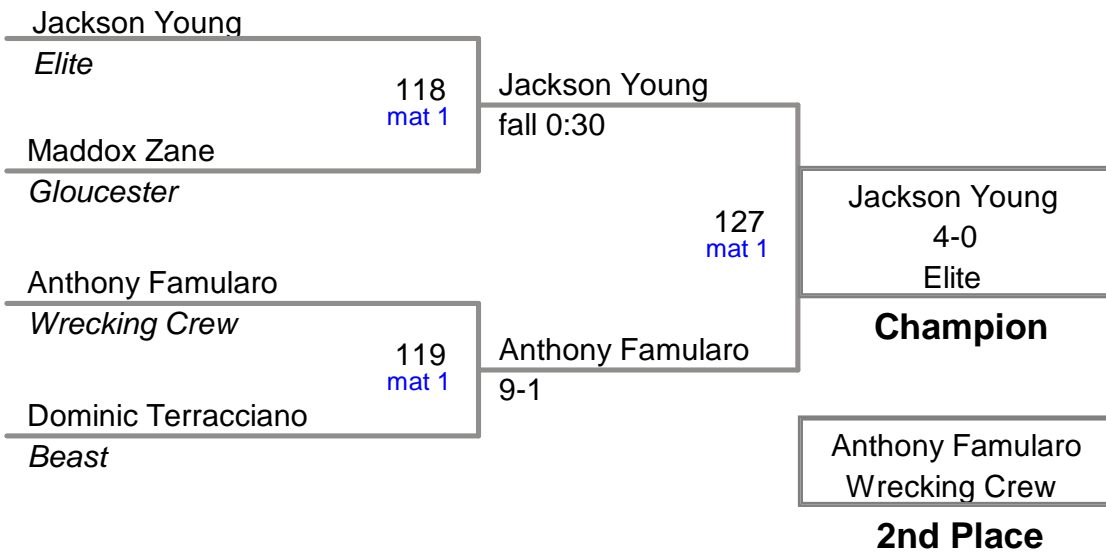 Jackson Young
Elite
118
mat 1
Jackson Young
fall 0:30
Maddox Zane
Gloucester
127
mat 1
Jackson Young
4-0
Elite
Champion
Anthony Famularo
Wrecking Crew
119
mat 1
Anthony Famularo
9-1
Dominic Terracciano
Beast
Anthony Famularo
Wrecking Crew
2nd Place